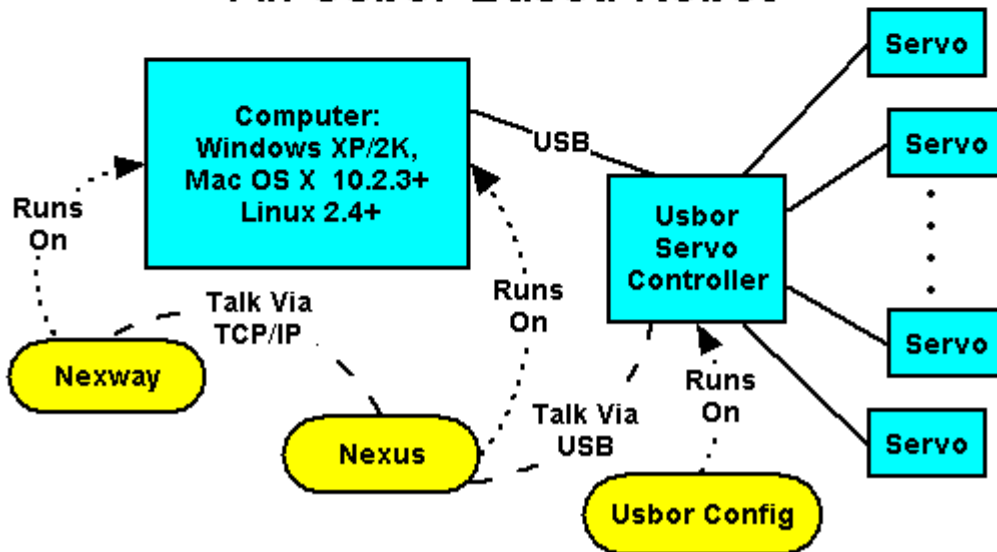 Servo
Computer:
Windows XP/2K,
Mac OS X 10.2.3+
Linux 2.4+
USB
Servo
Runs
On
Usbor
Servo
Controller
Talk Via
TCP/IP
Runs
On
Servo
Nexway
Runs
On
Talk Via
USB
Servo
Nexus
Usbor Config